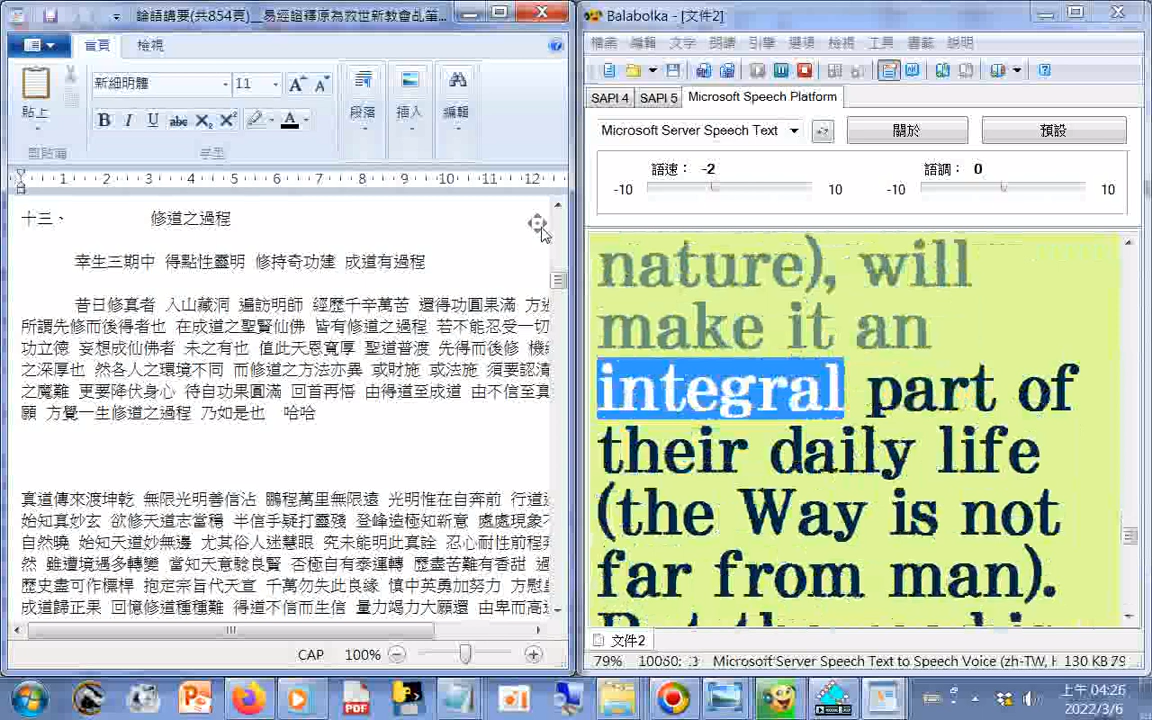 論語講要(共854頁)__易經證釋原為救世新教會乩筆...
首頁
檢視
貼上
剪貼簿
新細明體
11
字型
段落
插入
編輯
1 2 3 4 5 6 7 8 9 10 11 12
十三、 修道之過程
幸生三期中 得點性靈明 修持奇功建 成道有過程
昔日修真者 入山藏洞 遍訪明師 經歷千辛萬苦 還得功圓果滿 方
所謂先修而後得者也 在成道之聖賢仙佛 皆有修道之過程 若不能忍受一切
功立德 妄想成仙佛者 未之有也 值此天恩寬厚 聖道普渡 先得而後修 機
之深厚也 然各人之環境不同 而修道之方法亦異 或財施 或法施 須要認清
之魔難 更要降伏身心 待自功果圓滿 回首再悟 由得道至成道 由不信至真
願 方覺一生修道之過程 乃如是也 哈哈
真道傳來渡坤乾 無限光明善信沾 鵬程萬里無限遠 光明惟在自奔前 行道
始知真妙玄 欲修天道志當穩 半信半疑打靈殘 登峰造極知新意 處處現象
自然曉 始知天道妙無邊 尤其俗人迷慧眼 究未能明此真詮 忍心耐性前程
然 雖遭境遇多轉變 當知天意驗良賢 否極自有泰運轉 歷盡苦難有香甜
歷史盡可作標桿 抱定宗旨代天宣 千萬勿失此良緣 慎中英勇加努力 方慰
成道歸正果 回憶修道種種難 得道不信而生信 量力竭力大願還 由卑而高
CAP 100%
Balabolka - [文件2]
檔案 編輯 文字 朗讀 引擎 選項 檢視 工具 書籤 說明
SAPI 4 SAPI 5 Microsoft Speech Platform
Microsoft Server Speech Text
關於
預設
語速： -2
語調： 0
-10 10 -10 10
nature), will
make it an
integral part of
their daily life
(the Way is not
far from man).
文件2
79% Microsoft Server Speech Text to Speech Voice (zh-TW, H 130 KB
上午 04:26
2022/3/6